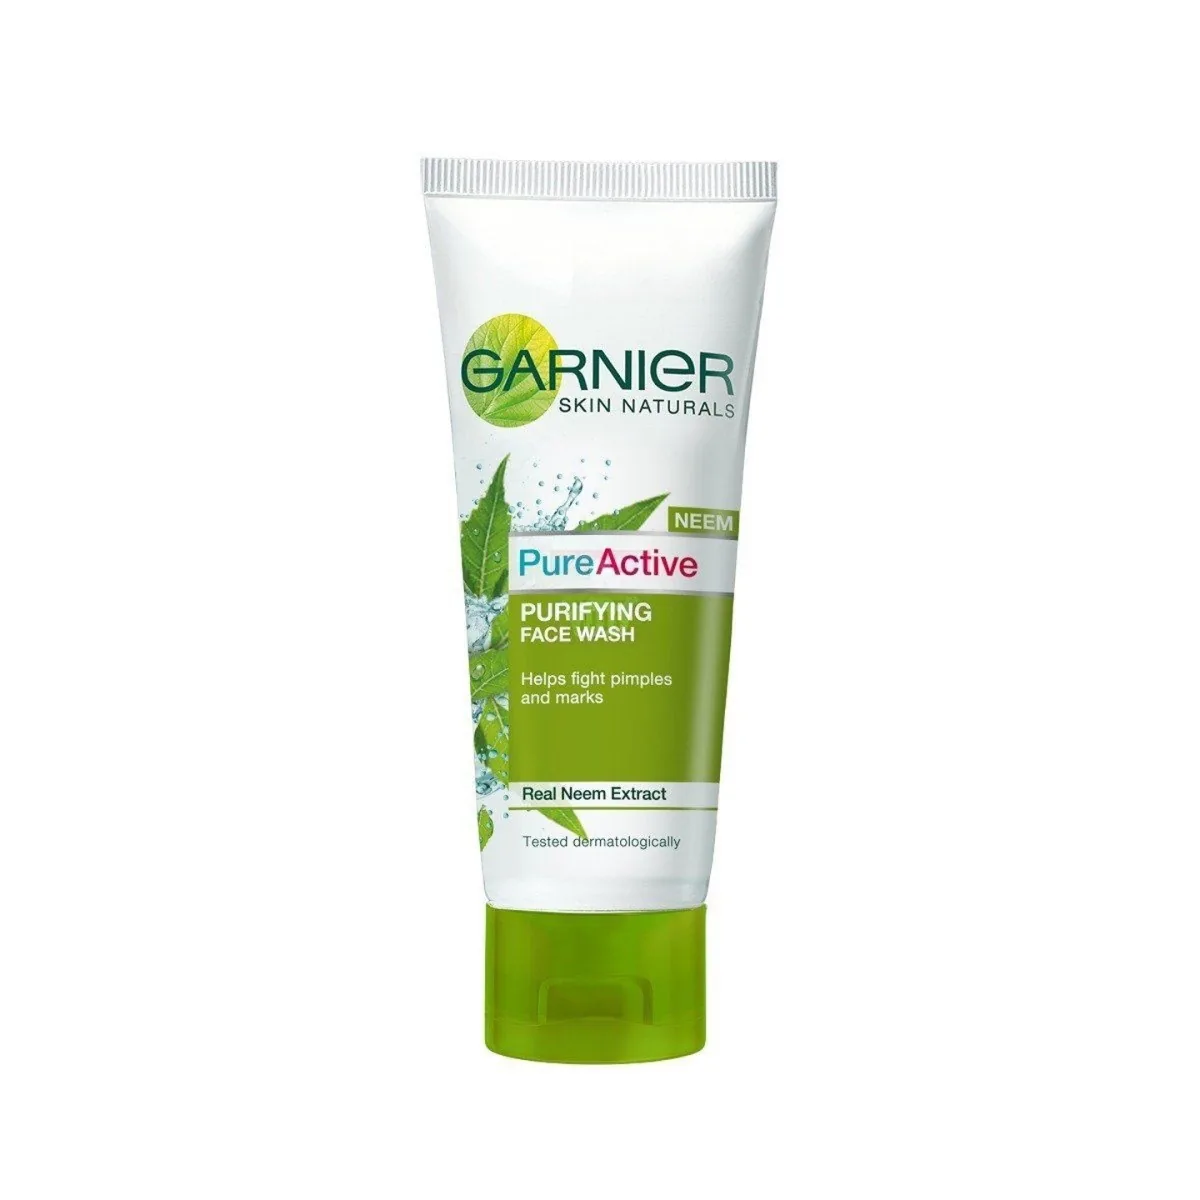 GARNIER
SKIN NATURALS
NEEM
PureActive
PURIFYING
FACE WASH
Helps fight pimples
and marks
Real Neem Extract
Tested dermatologically